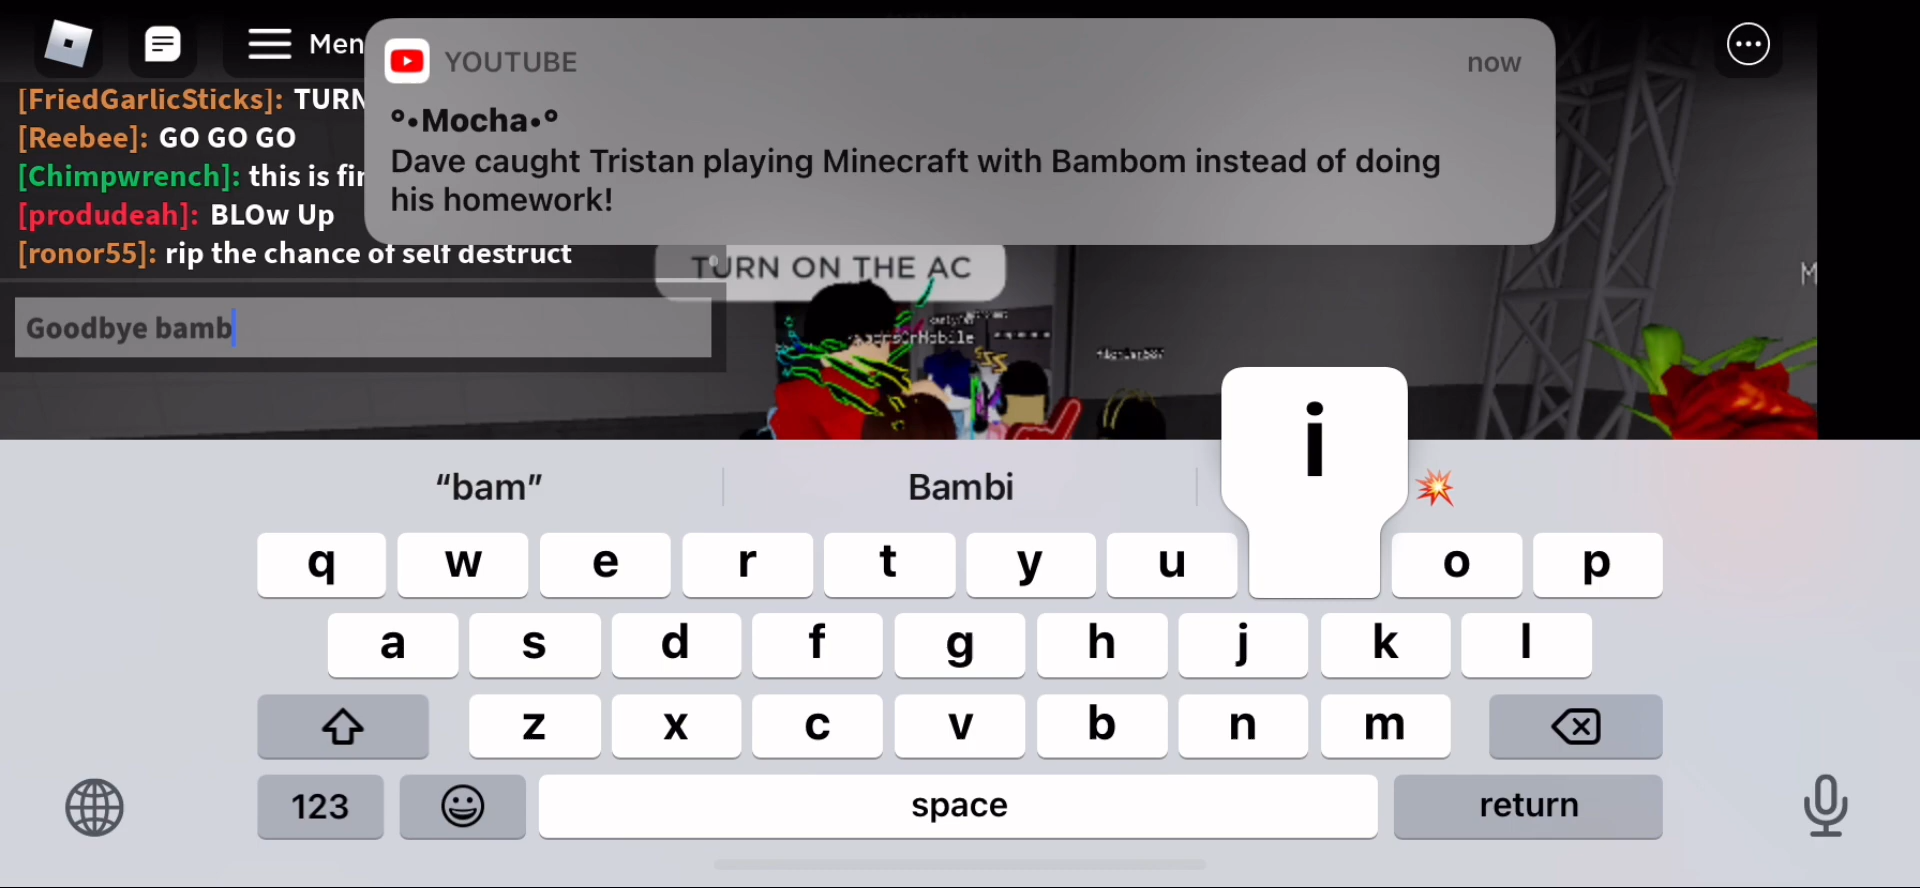 Men
YOUTUBE
now
°•Mocha•°
Dave caught Tristan playing Minecraft with Bambom instead of doing
his homework!
[FriedGarlicSticks]: TURN
[Reebee]: GO GO GO
[Chimpwrench]: this is fin
[produdeah]: BLOw Up
[ronor55]: rip the chance of self destruct
TURN ON THE AC
Goodbye bamb
M
i
“bam”
Bambi
💥
q w e r t y u o p
a s d f g h j k l
z x c v b n m
123
space
return